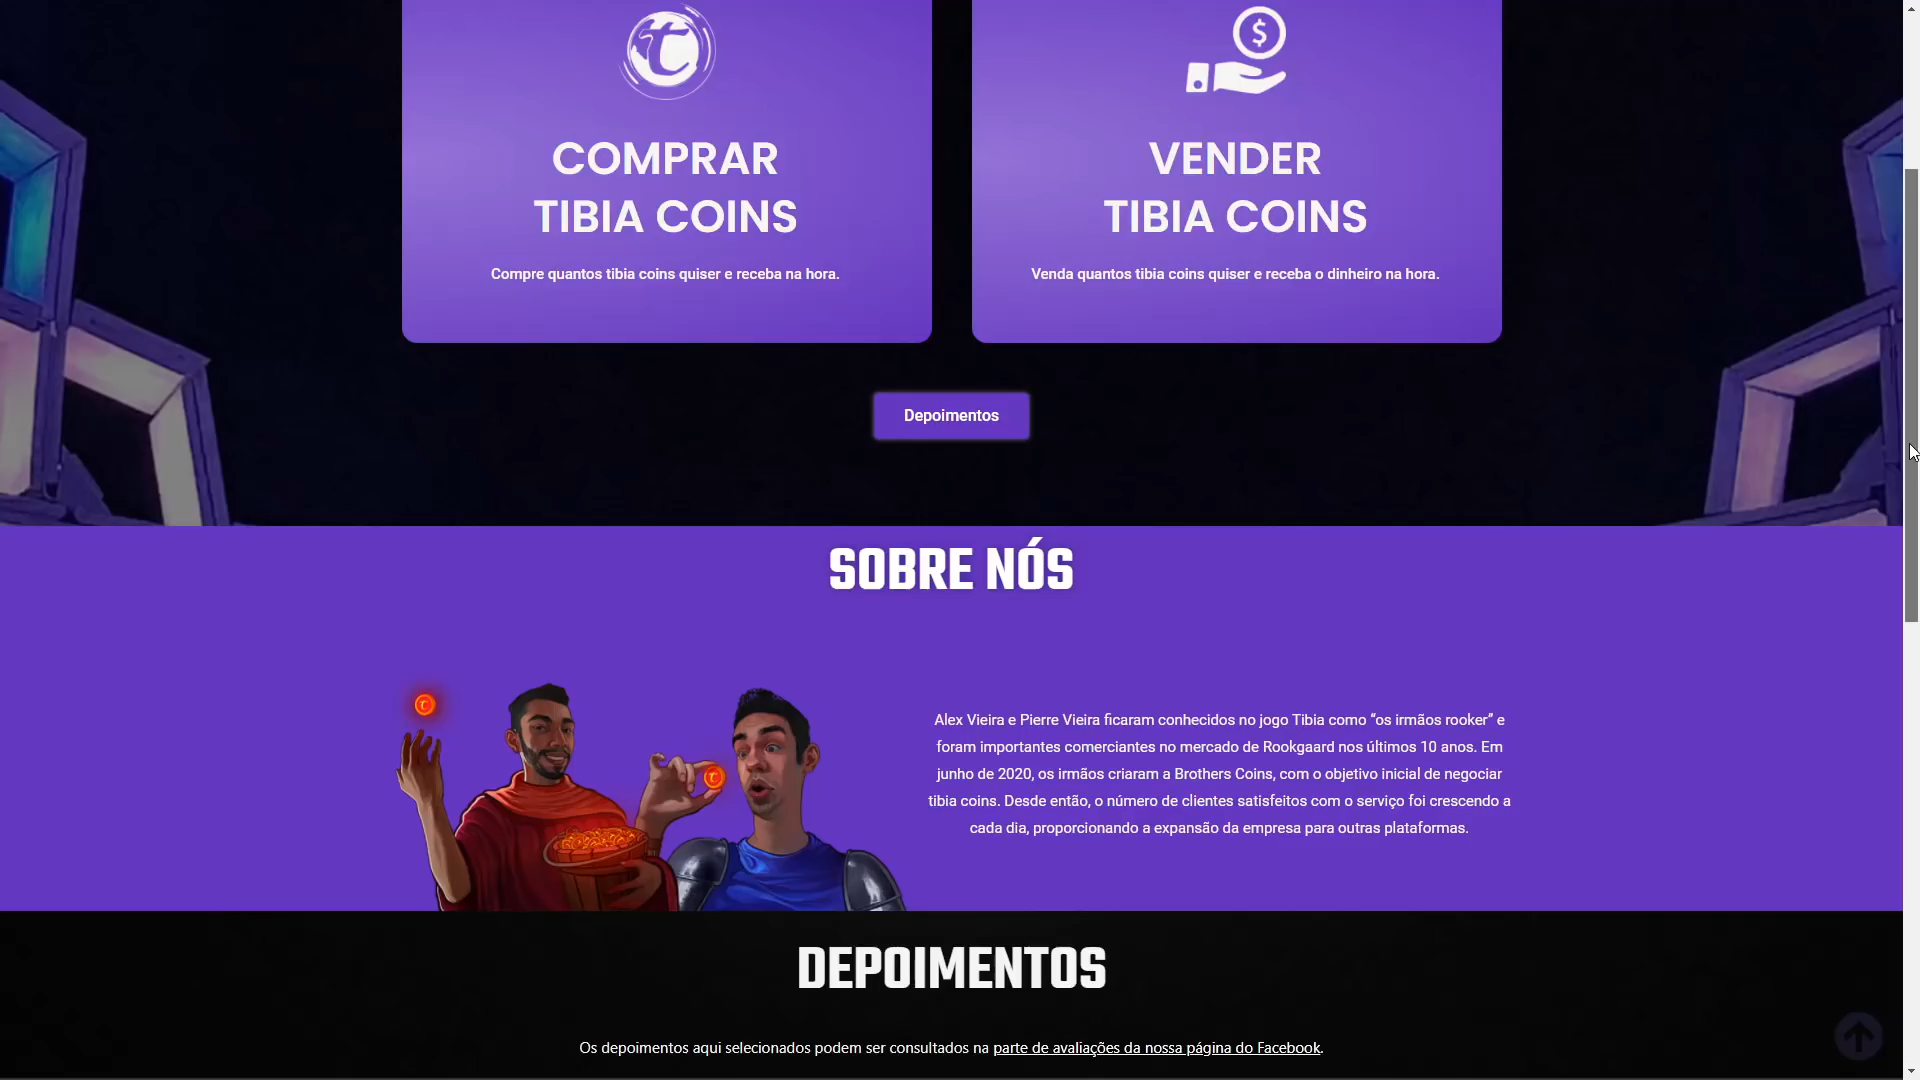 COMPRAR
TIBIA COINS
Compre quantos tibia coins quiser e receba na hora.
VENDER
TIBIA COINS
Venda quantos tibia coins quiser e receba o dinheiro na hora.
Depoimentos
SOBRE NÓS
Alex Vieira e Pierre Vieira ficaram conhecidos no jogo Tibia como “os irmãos rooker” e
foram importantes comerciantes no mercado de Rookgaard nos últimos 10 anos. Em
junho de 2020, os irmãos criaram a Brothers Coins, com o objetivo inicial de negociar
tibia coins. Desde então, o número de clientes satisfeitos com o serviço foi crescendo a
cada dia, proporcionando a expansão da empresa para outras plataformas.
DEPOIMENTOS
Os depoimentos aqui selecionados podem ser consultados na parte de avaliações da nossa página do Facebook.